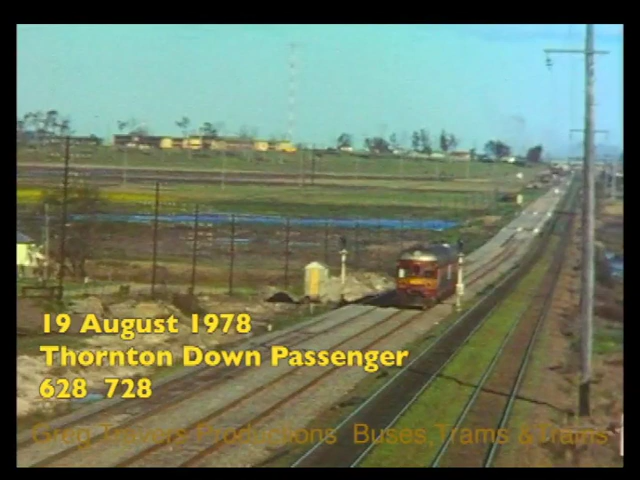 19 August 1978
Thornton Down Passenger
628 728
Greg,Travers Productions Buses,Trams &Trains